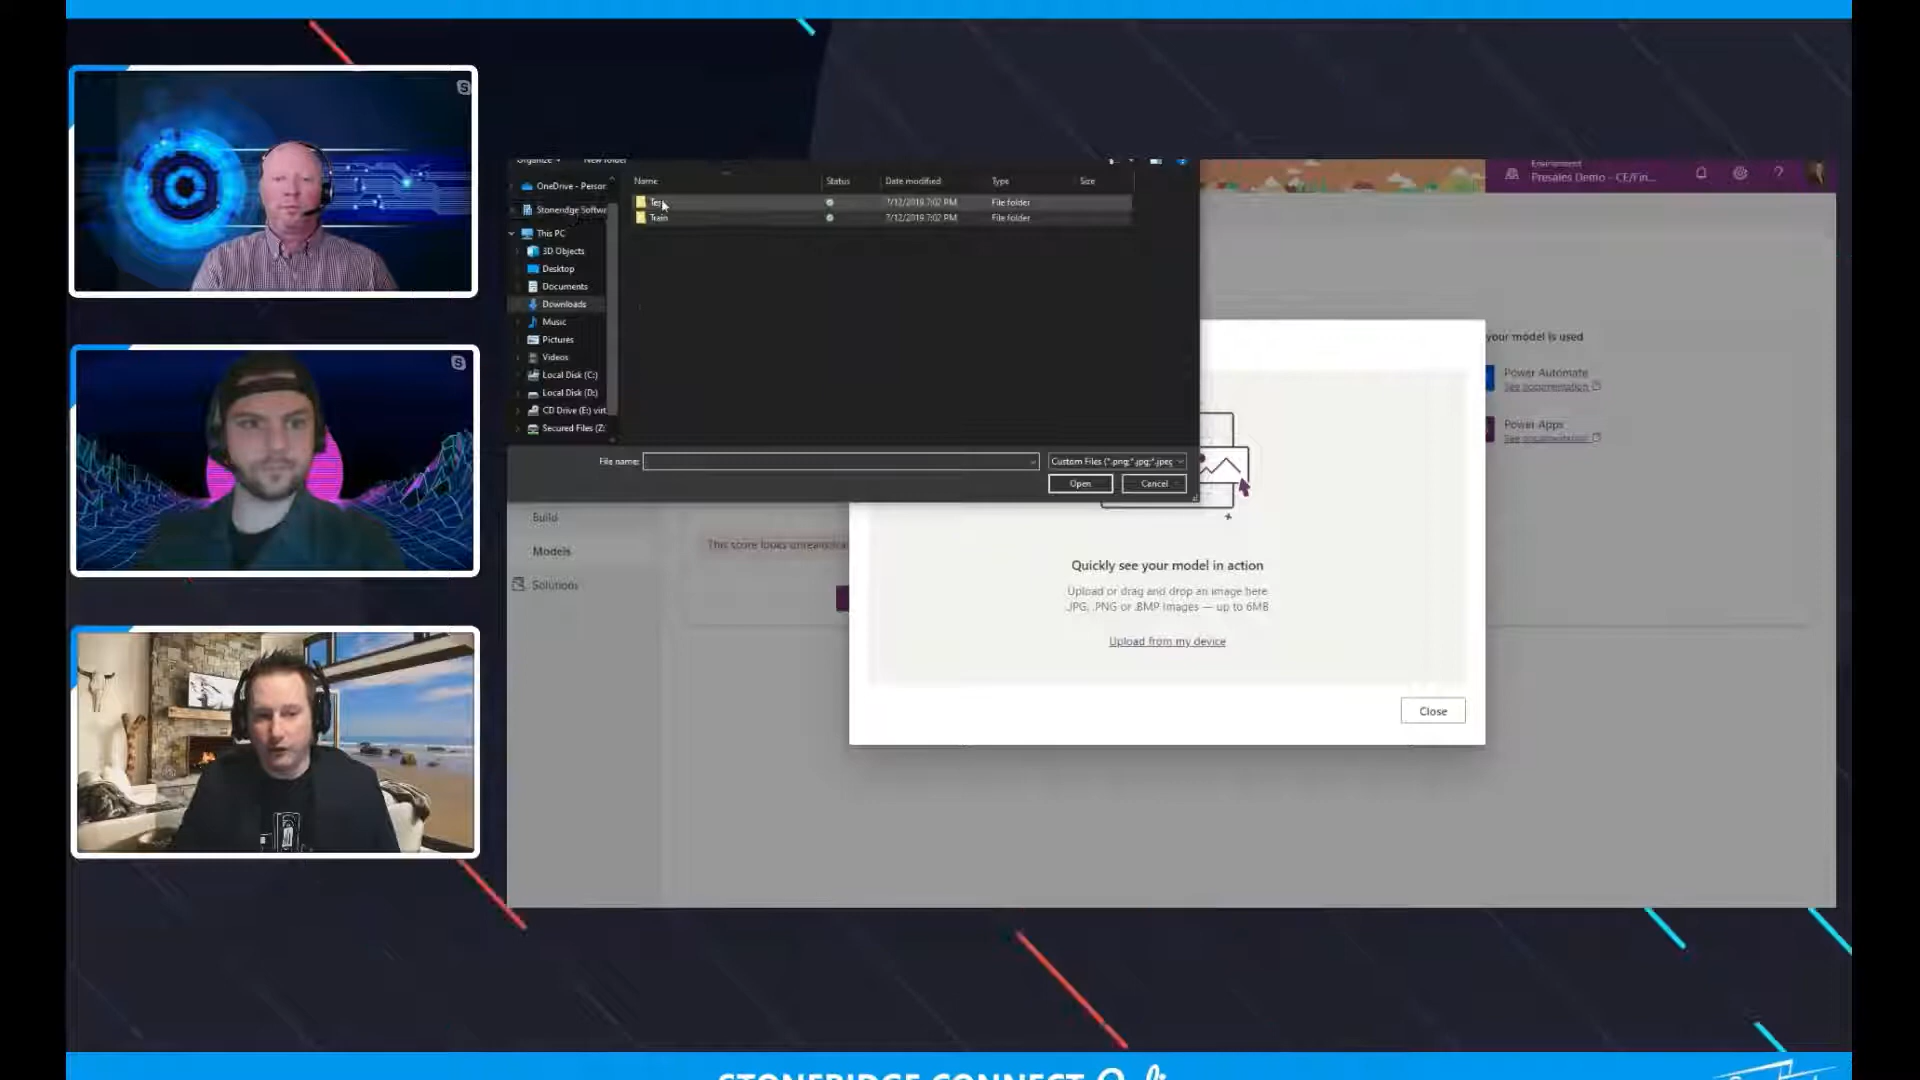 Organize
New folder
Name
Status
Date modified
Type
Size
Test
7/12/2019 7:02 PM
File folder
Train
7/12/2019 7:02 PM
File folder
OneDrive - Person
Stoneridge Softw
This PC
3D Objects
Desktop
Documents
Downloads
Music
Pictures
Videos
Local Disk (C:)
Local Disk (D:)
CD Drive (E:) virt
Secured Files (Z:
File name:
Custom Files (*.png;*.jpg;*.jpeg
Open
Cancel
Environment
Presales Demo - CE/Fin...
?
your model is used
Power Automate
See documentation
Power Apps
See documentation
Build
Models
Solutions
This score looks unrealistic
Quickly see your model in action
Upload or drag and drop an image here
.JPG, .PNG or .BMP images — up to 6MB
Upload from my device
Close
STONERIDGE CONNECT Onli